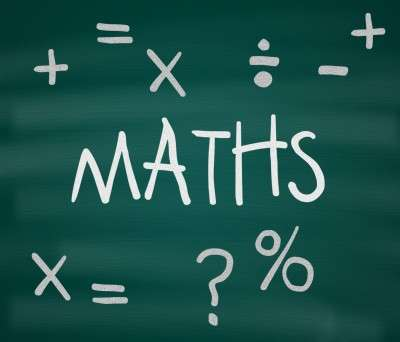 + = × ÷ − +
MATHS
× = ? %